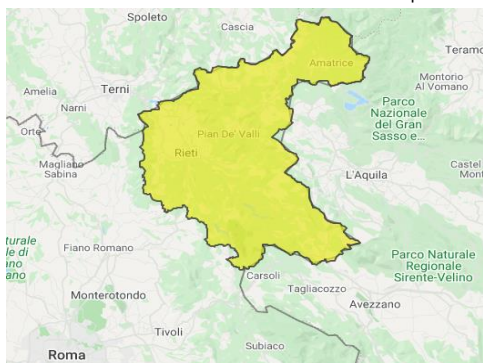 Spoleto
Cascia
Teramo
Amatrice
Montorio
Al Vomano
Amelia
Terni
Narni
Parco
Nazionale
del Gran
Sasso e...
Orte
Pian De' Valli
Magliano
Sabina
Rieti
L'Aquila
Castel
Mont
turale
le di
ano
ano
Fiano Romano
Parco Naturale
Regionale
Sirente-Velino
Carsoli
Tagliacozzo
Monterotondo
Avezzano
Tivoli
Subiaco
Roma